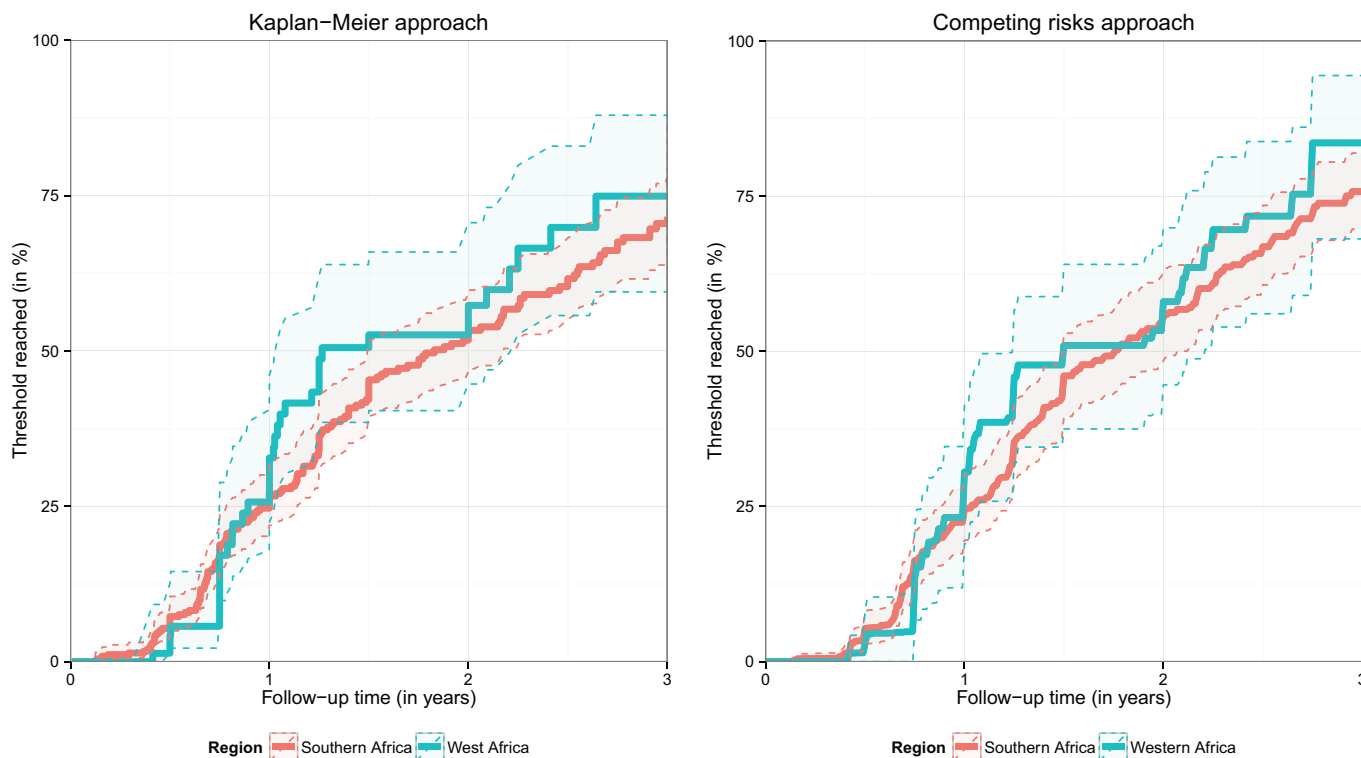 Kaplan−Meier approach
100
75
50
25
0
Threshold reached (in %)
0 1 2 3
Follow−up time (in years)
Region Southern Africa West Africa
Competing risks approach
100
75
50
25
0
Threshold reached (in %)
0 1 2 3
Follow−up time (in years)
Region Southern Africa Western Africa